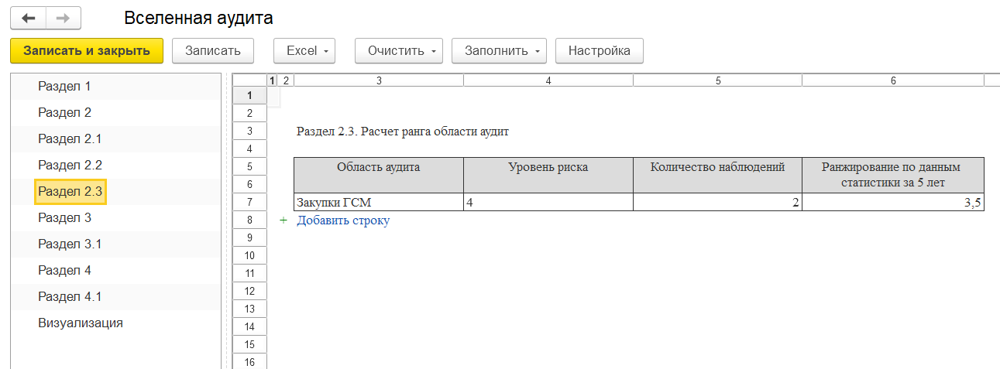 Вселенная аудита
Записать и закрыть Записать Excel Очистить Заполнить Настройка
Раздел 1
Раздел 2
Раздел 2.1
Раздел 2.2
Раздел 2.3
Раздел 3
Раздел 3.1
Раздел 4
Раздел 4.1
Визуализация
1 2 3 4 5 6
1
2
3 Раздел 2.3. Расчет ранга области аудит
4
5 Область аудита Уровень риска Количество наблюдений Ранжирование по данным
6 статистики за 5 лет
7 Закупки ГСМ 4 2 3,5
8 + Добавить строку
9
10
11
12
13
14
15
16